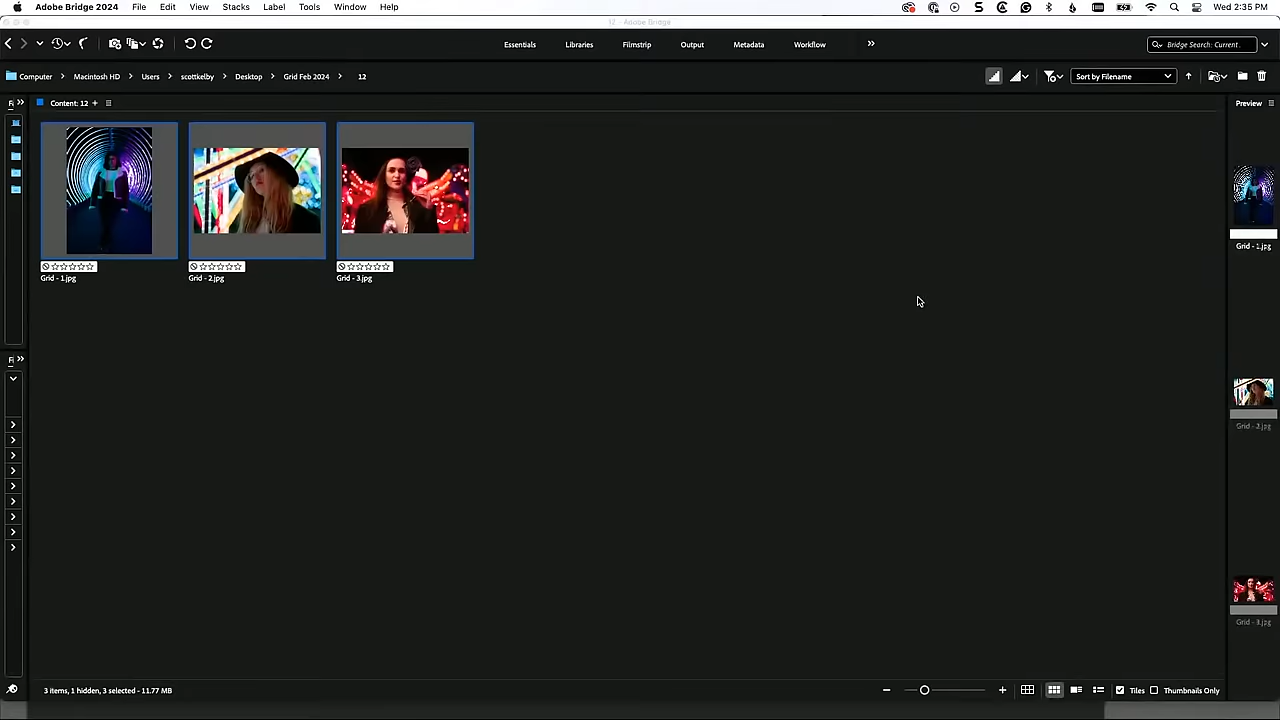 Adobe Bridge 2024 File Edit View Stacks Label Tools Window Help Wed 2:35 PM
12 - Adobe Bridge
Essentials Libraries Filmstrip Output Metadata Workflow Bridge Search: Current
Computer Macintosh HD Users scottkelby Desktop Grid Feb 2024 12 Sort by Filename
Content: 12 Preview
Grid - 1.jpg Grid - 2.jpg Grid - 3.jpg
Grid - 1.jpg
Grid - 2.jpg
Grid - 3.jpg
3 items, 1 hidden, 3 selected - 11.77 MB Tiles Thumbnails Only